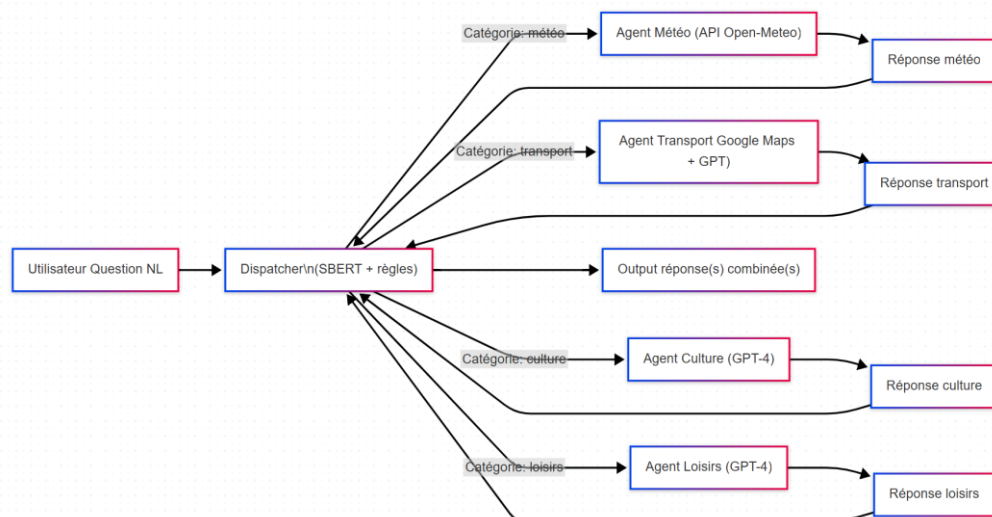 Catégorie: météo
Agent Météo (API Open-Meteo)
Réponse météo
Catégorie: transport
Agent Transport Google Maps
+ GPT)
Réponse transport
Utilisateur Question NL
Dispatcher\n(SBERT + règles)
Output réponse(s) combinée(s)
Catégorie: culture
Agent Culture (GPT-4)
Réponse culture
Catégorie: loisirs
Agent Loisirs (GPT-4)
Réponse loisirs